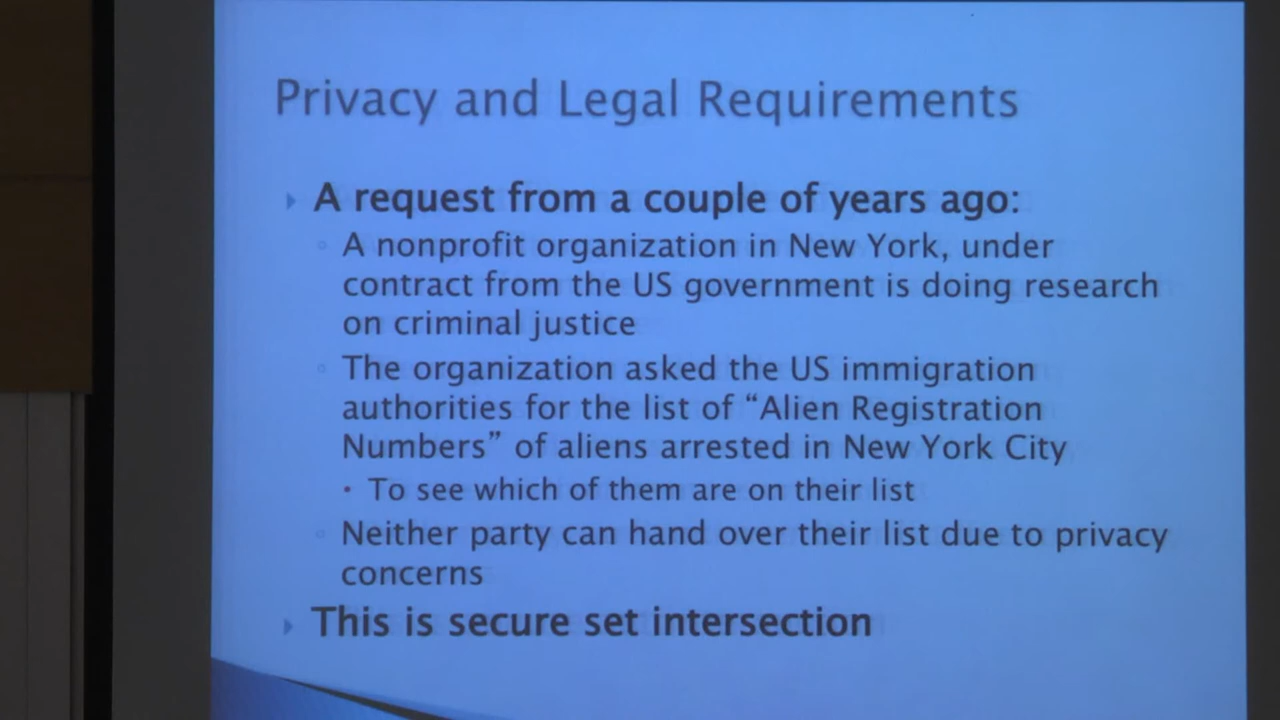 Privacy and Legal Requirements
A request from a couple of years ago:
A nonprofit organization in New York, under
contract from the US government is doing research
on criminal justice
The organization asked the US immigration
authorities for the list of “Alien Registration
Numbers” of aliens arrested in New York City
To see which of them are on their list
Neither party can hand over their list due to privacy
concerns
This is secure set intersection